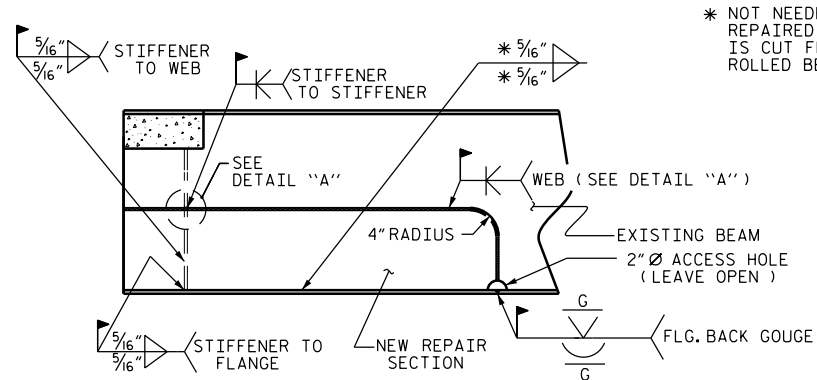 * NOT NEED
REPAIRED
IS CUT F
ROLLED BE
5/16"
5/16"
STIFFENER
TO WEB
STIFFENER
TO STIFFENER
* 5/16"
* 5/16"
SEE
DETAIL "A"
WEB (SEE DETAIL "A")
4" RADIUS
EXISTING BEAM
2" Ø ACCESS HOLE
(LEAVE OPEN)
5/16"
5/16"
STIFFENER TO
FLANGE
NEW REPAIR
SECTION
G
G
FLG. BACK GOUGE